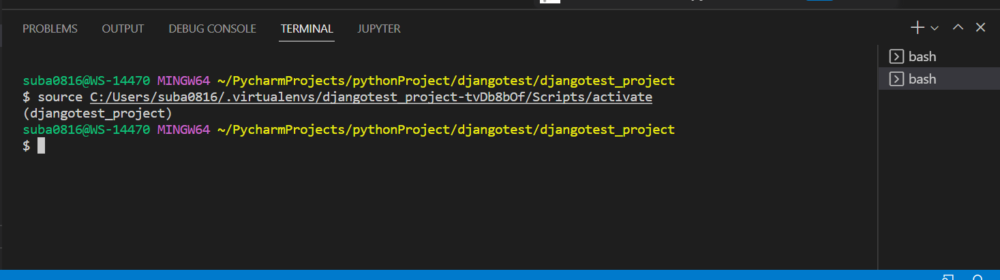 PROBLEMS OUTPUT DEBUG CONSOLE TERMINAL JUPYTER
bash
bash
suba0816@WS-14470 MINGW64 ~/PycharmProjects/pythonProject/djangotest/djangotest_project
$ source C:/Users/suba0816/.virtualenvs/djangotest_project-tvDb8bOf/Scripts/activate
(djangotest_project)
suba0816@WS-14470 MINGW64 ~/PycharmProjects/pythonProject/djangotest/djangotest_project
$